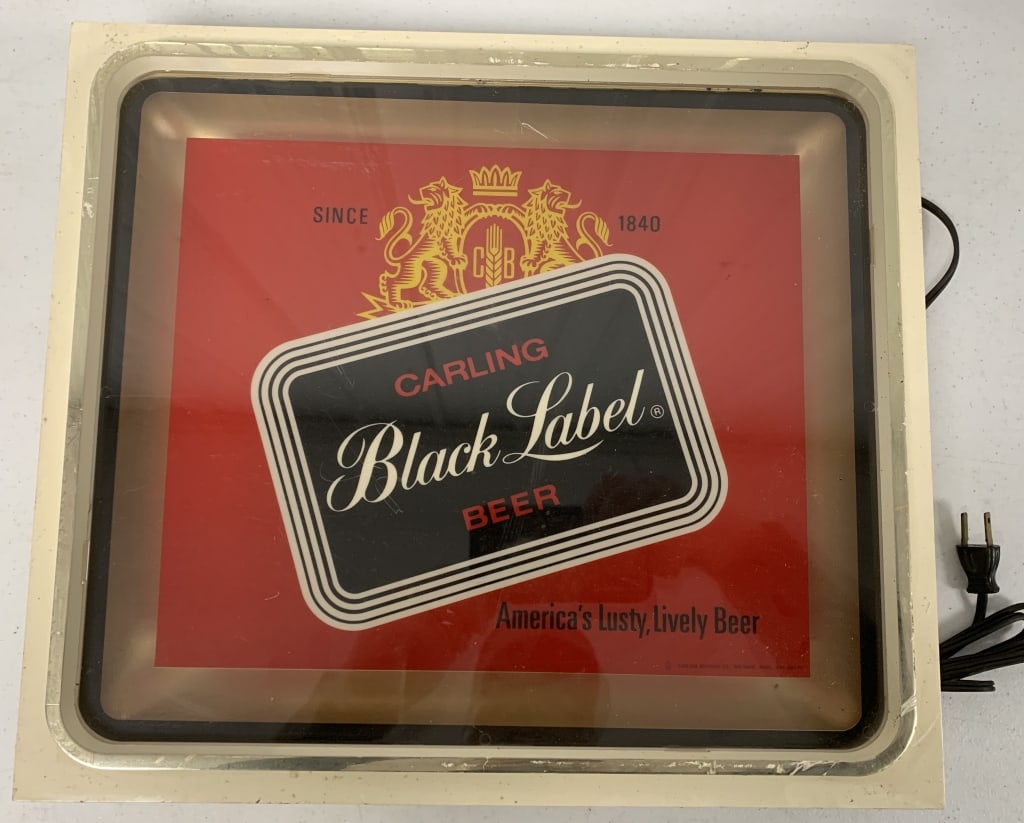 SINCE 1840
C B
CARLING
Black Label ®
BEER
America's Lusty, Lively Beer